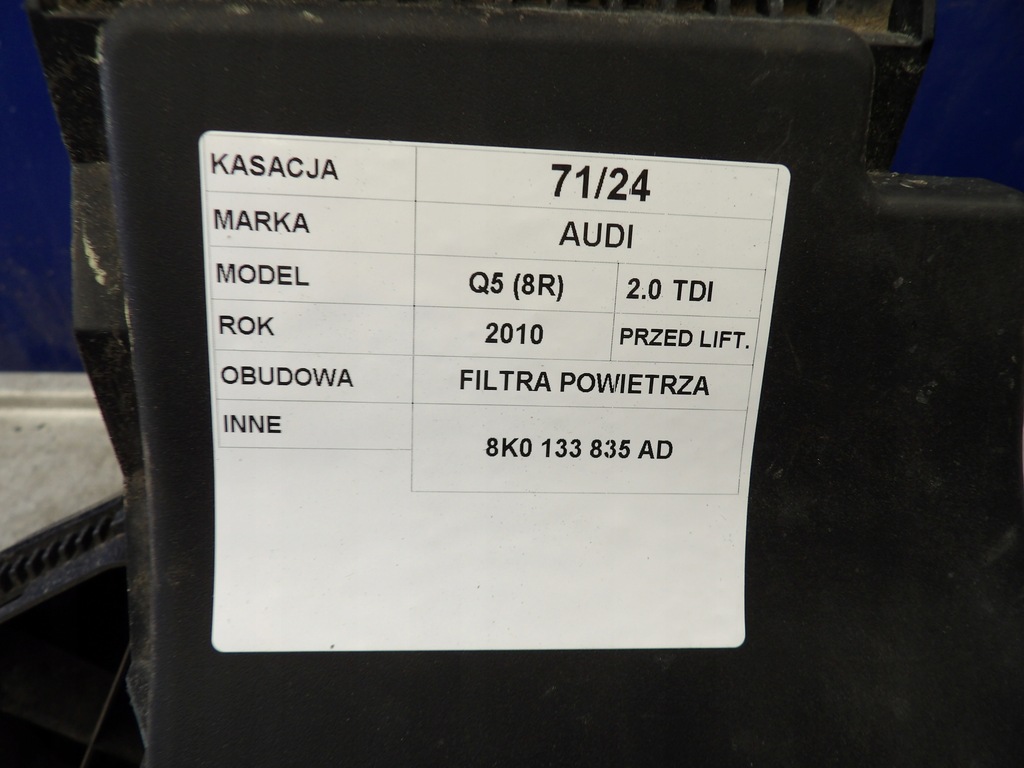 KASACJA 71/24
MARKA AUDI
MODEL Q5 (8R) 2.0 TDI
ROK 2010 PRZED LIFT.
OBUDOWA FILTRA POWIETRZA
INNE 8K0 133 835 AD